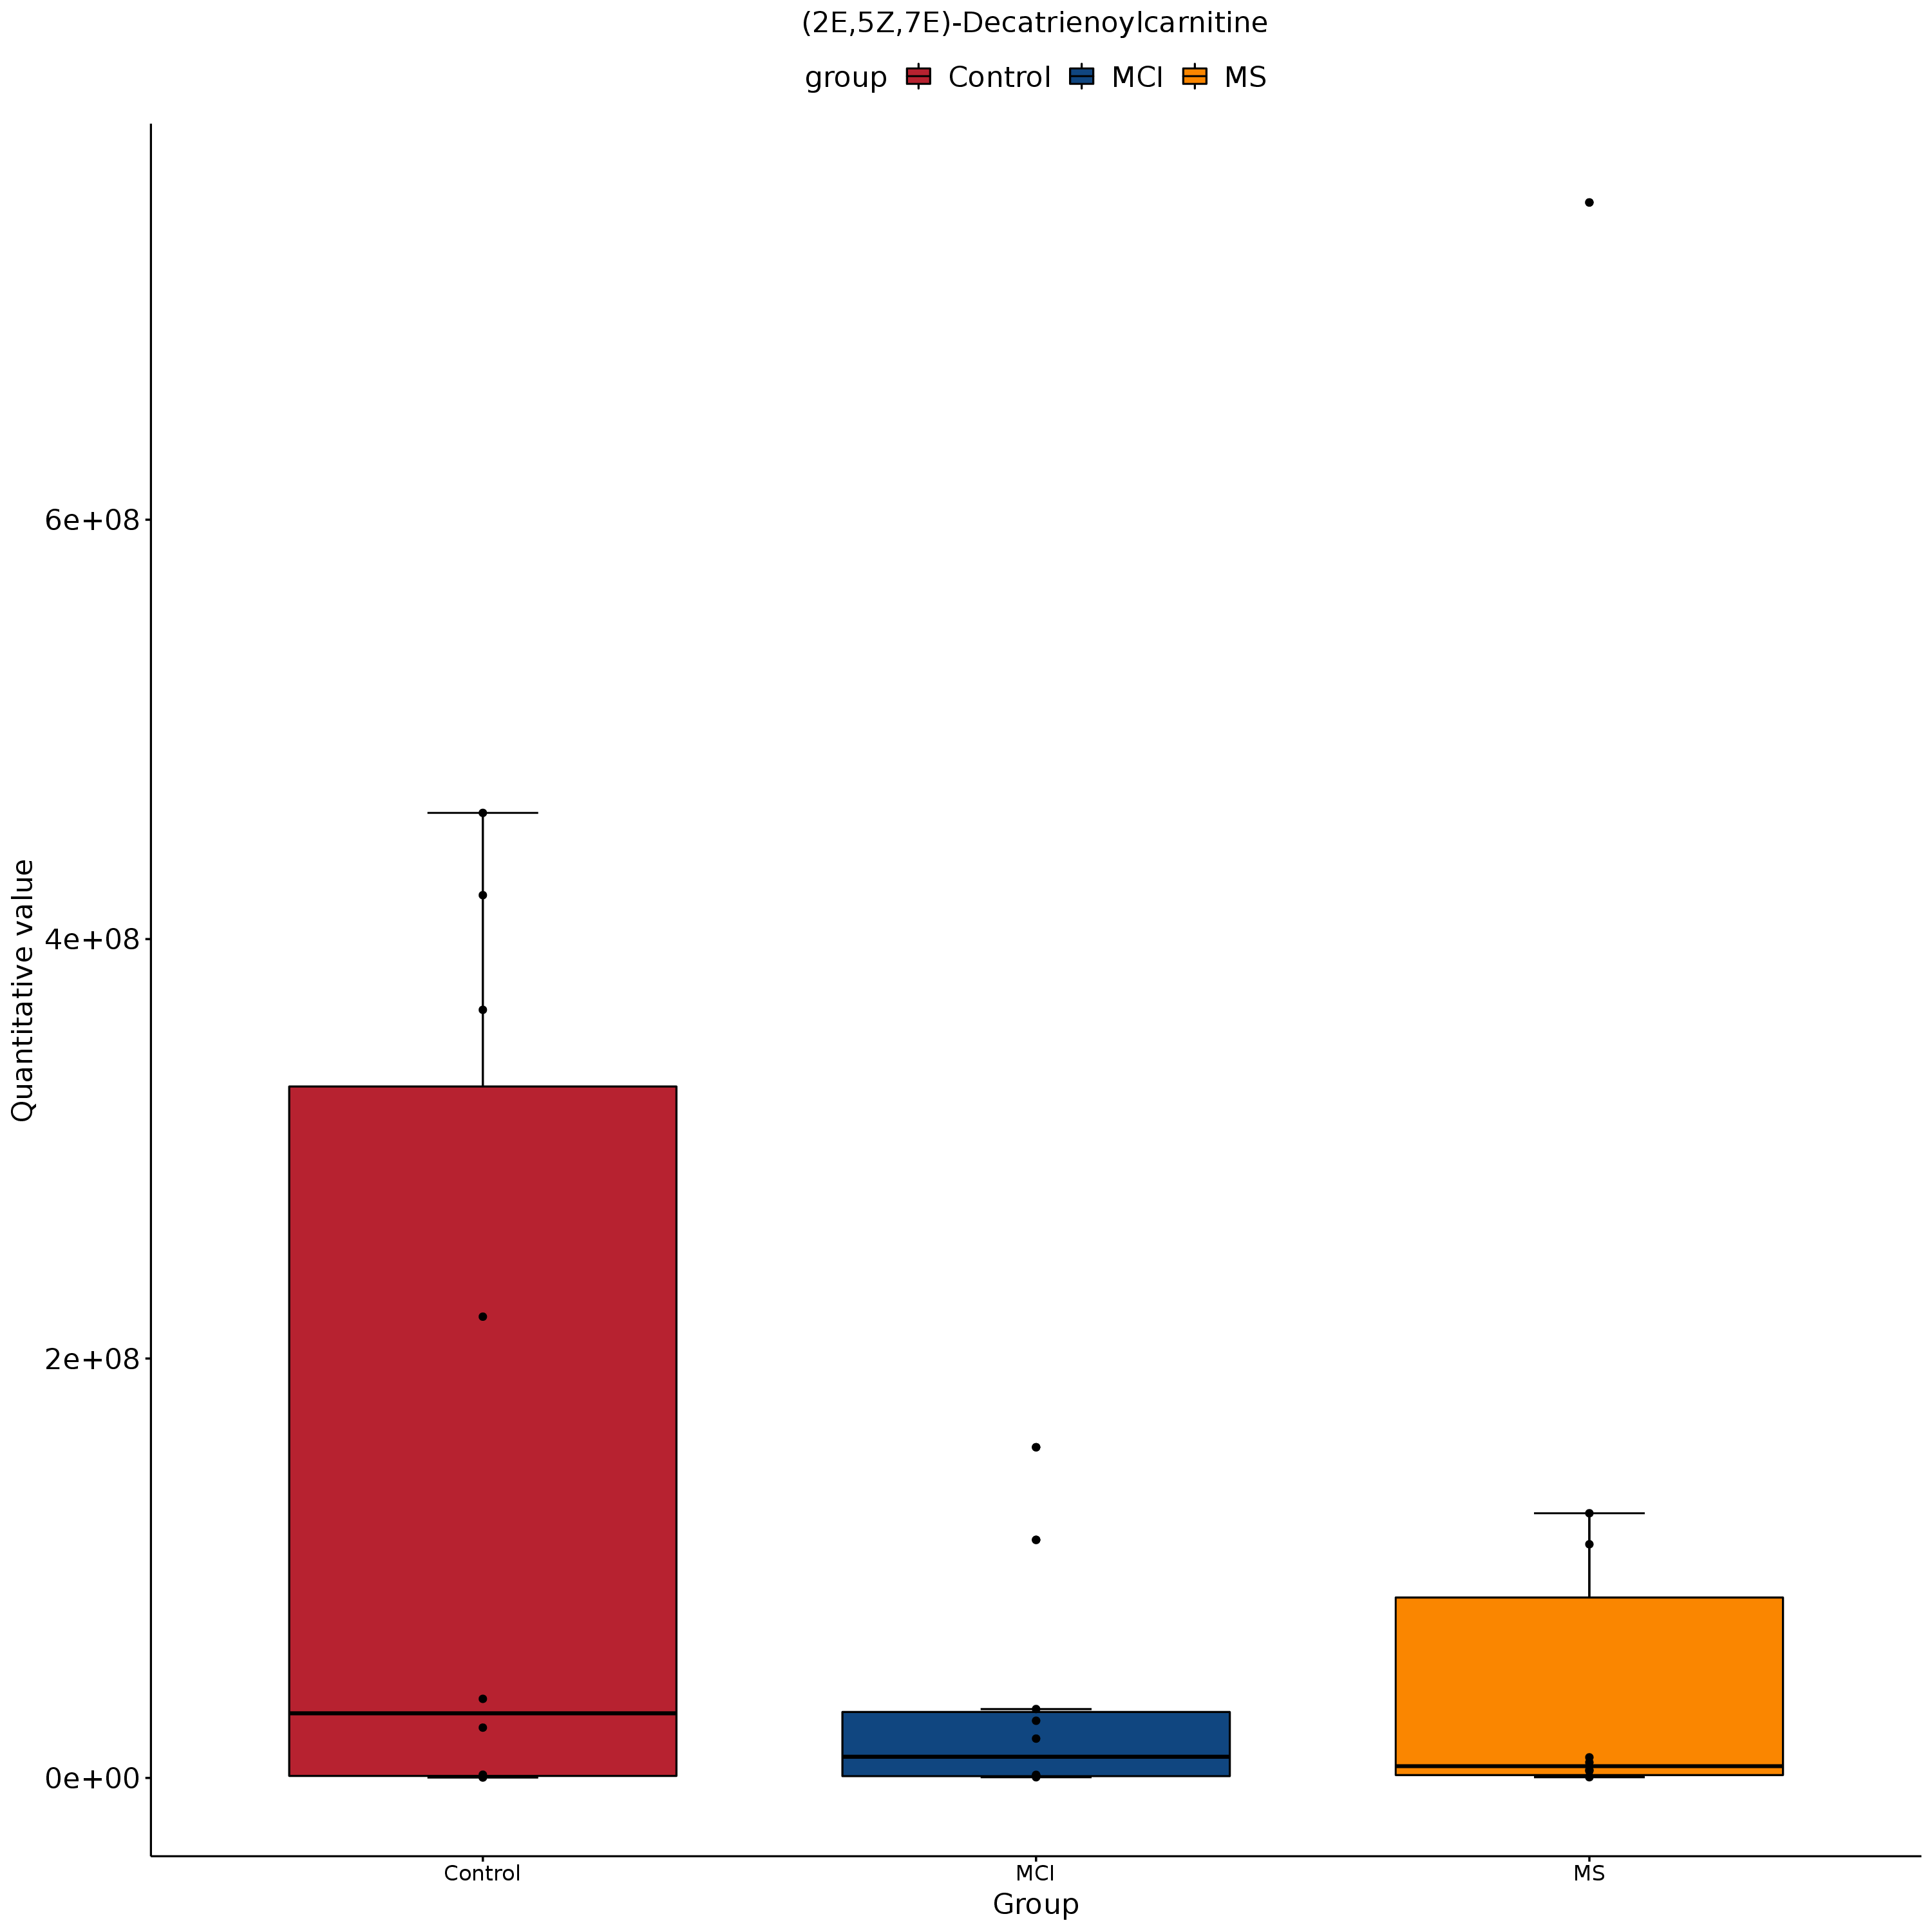 (2E,5Z,7E)-Decatrienoylcarnitine
group Control MCI MS
Quantitative value
6e+08
4e+08
2e+08
0e+00
Control MCI MS
Group